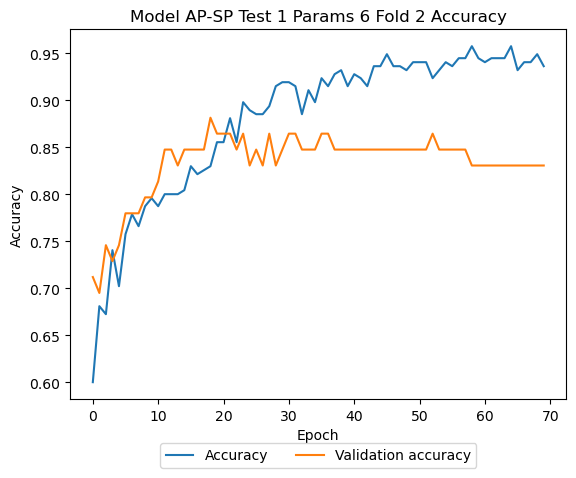 Model AP-SP Test 1 Params 6 Fold 2 Accuracy
0.95
0.90
0.85
0.80
0.75
0.70
0.65
0.60
Accuracy
0 10 20 30 40 50 60 70
Epoch
Accuracy Validation accuracy